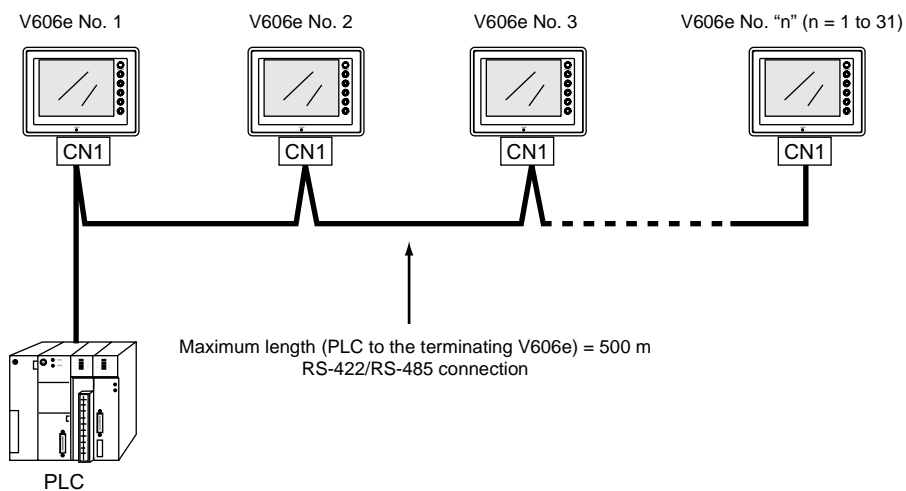 V606e No. 1
V606e No. 2
V606e No. 3
V606e No. “n” (n = 1 to 31)
CN1
CN1
CN1
CN1
Maximum length (PLC to the terminating V606e) = 500 m
RS-422/RS-485 connection
PLC